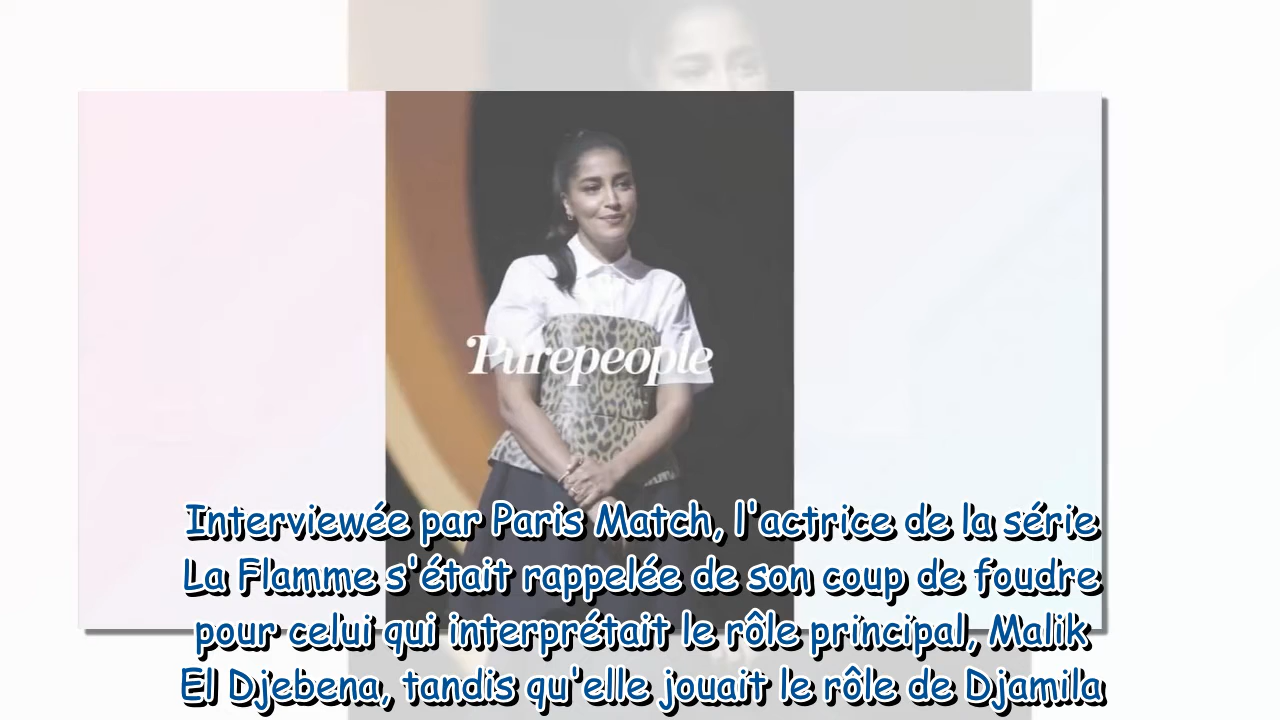 Purepeople
Interviewée par Paris Match, l'actrice de la série
La Flamme s'était rappelée de son coup de foudre
pour celui qui interprétait le rôle principal, Malik
El Djebena, tandis qu'elle jouait le rôle de Djamila